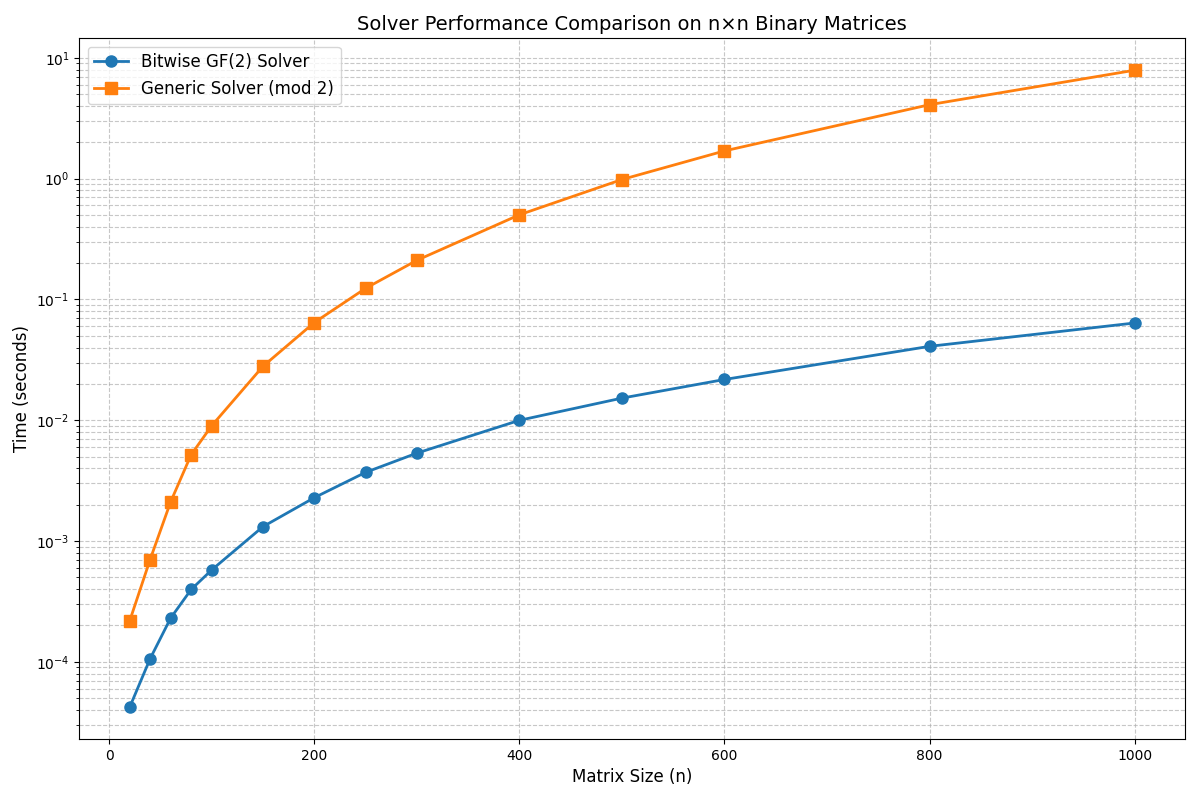 Solver Performance Comparison on n×n Binary Matrices
Bitwise GF(2) Solver
Generic Solver (mod 2)
10¹
10⁰
10⁻¹
10⁻²
10⁻³
10⁻⁴
Time (seconds)
0 200 400 600 800 1000
Matrix Size (n)